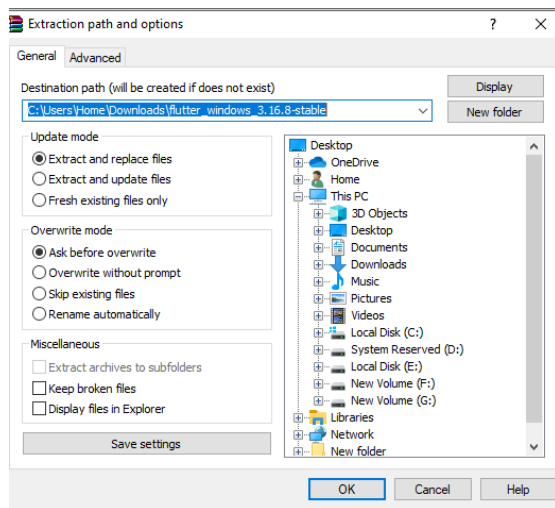 Extraction path and options
? ×
General Advanced
Destination path (will be created if does not exist)
Display
C:\Users\Home\Downloads\flutter_windows_3.16.8-stable
New folder
Update mode
Extract and replace files
Extract and update files
Fresh existing files only
Overwrite mode
Ask before overwrite
Overwrite without prompt
Skip existing files
Rename automatically
Miscellaneous
Extract archives to subfolders
Keep broken files
Display files in Explorer
Save settings
Desktop
OneDrive
Home
This PC
3D Objects
Desktop
Documents
Downloads
Music
Pictures
Videos
Local Disk (C:)
System Reserved (D:)
Local Disk (E:)
New Volume (F:)
New Volume (G:)
Libraries
Network
New folder
OK Cancel Help